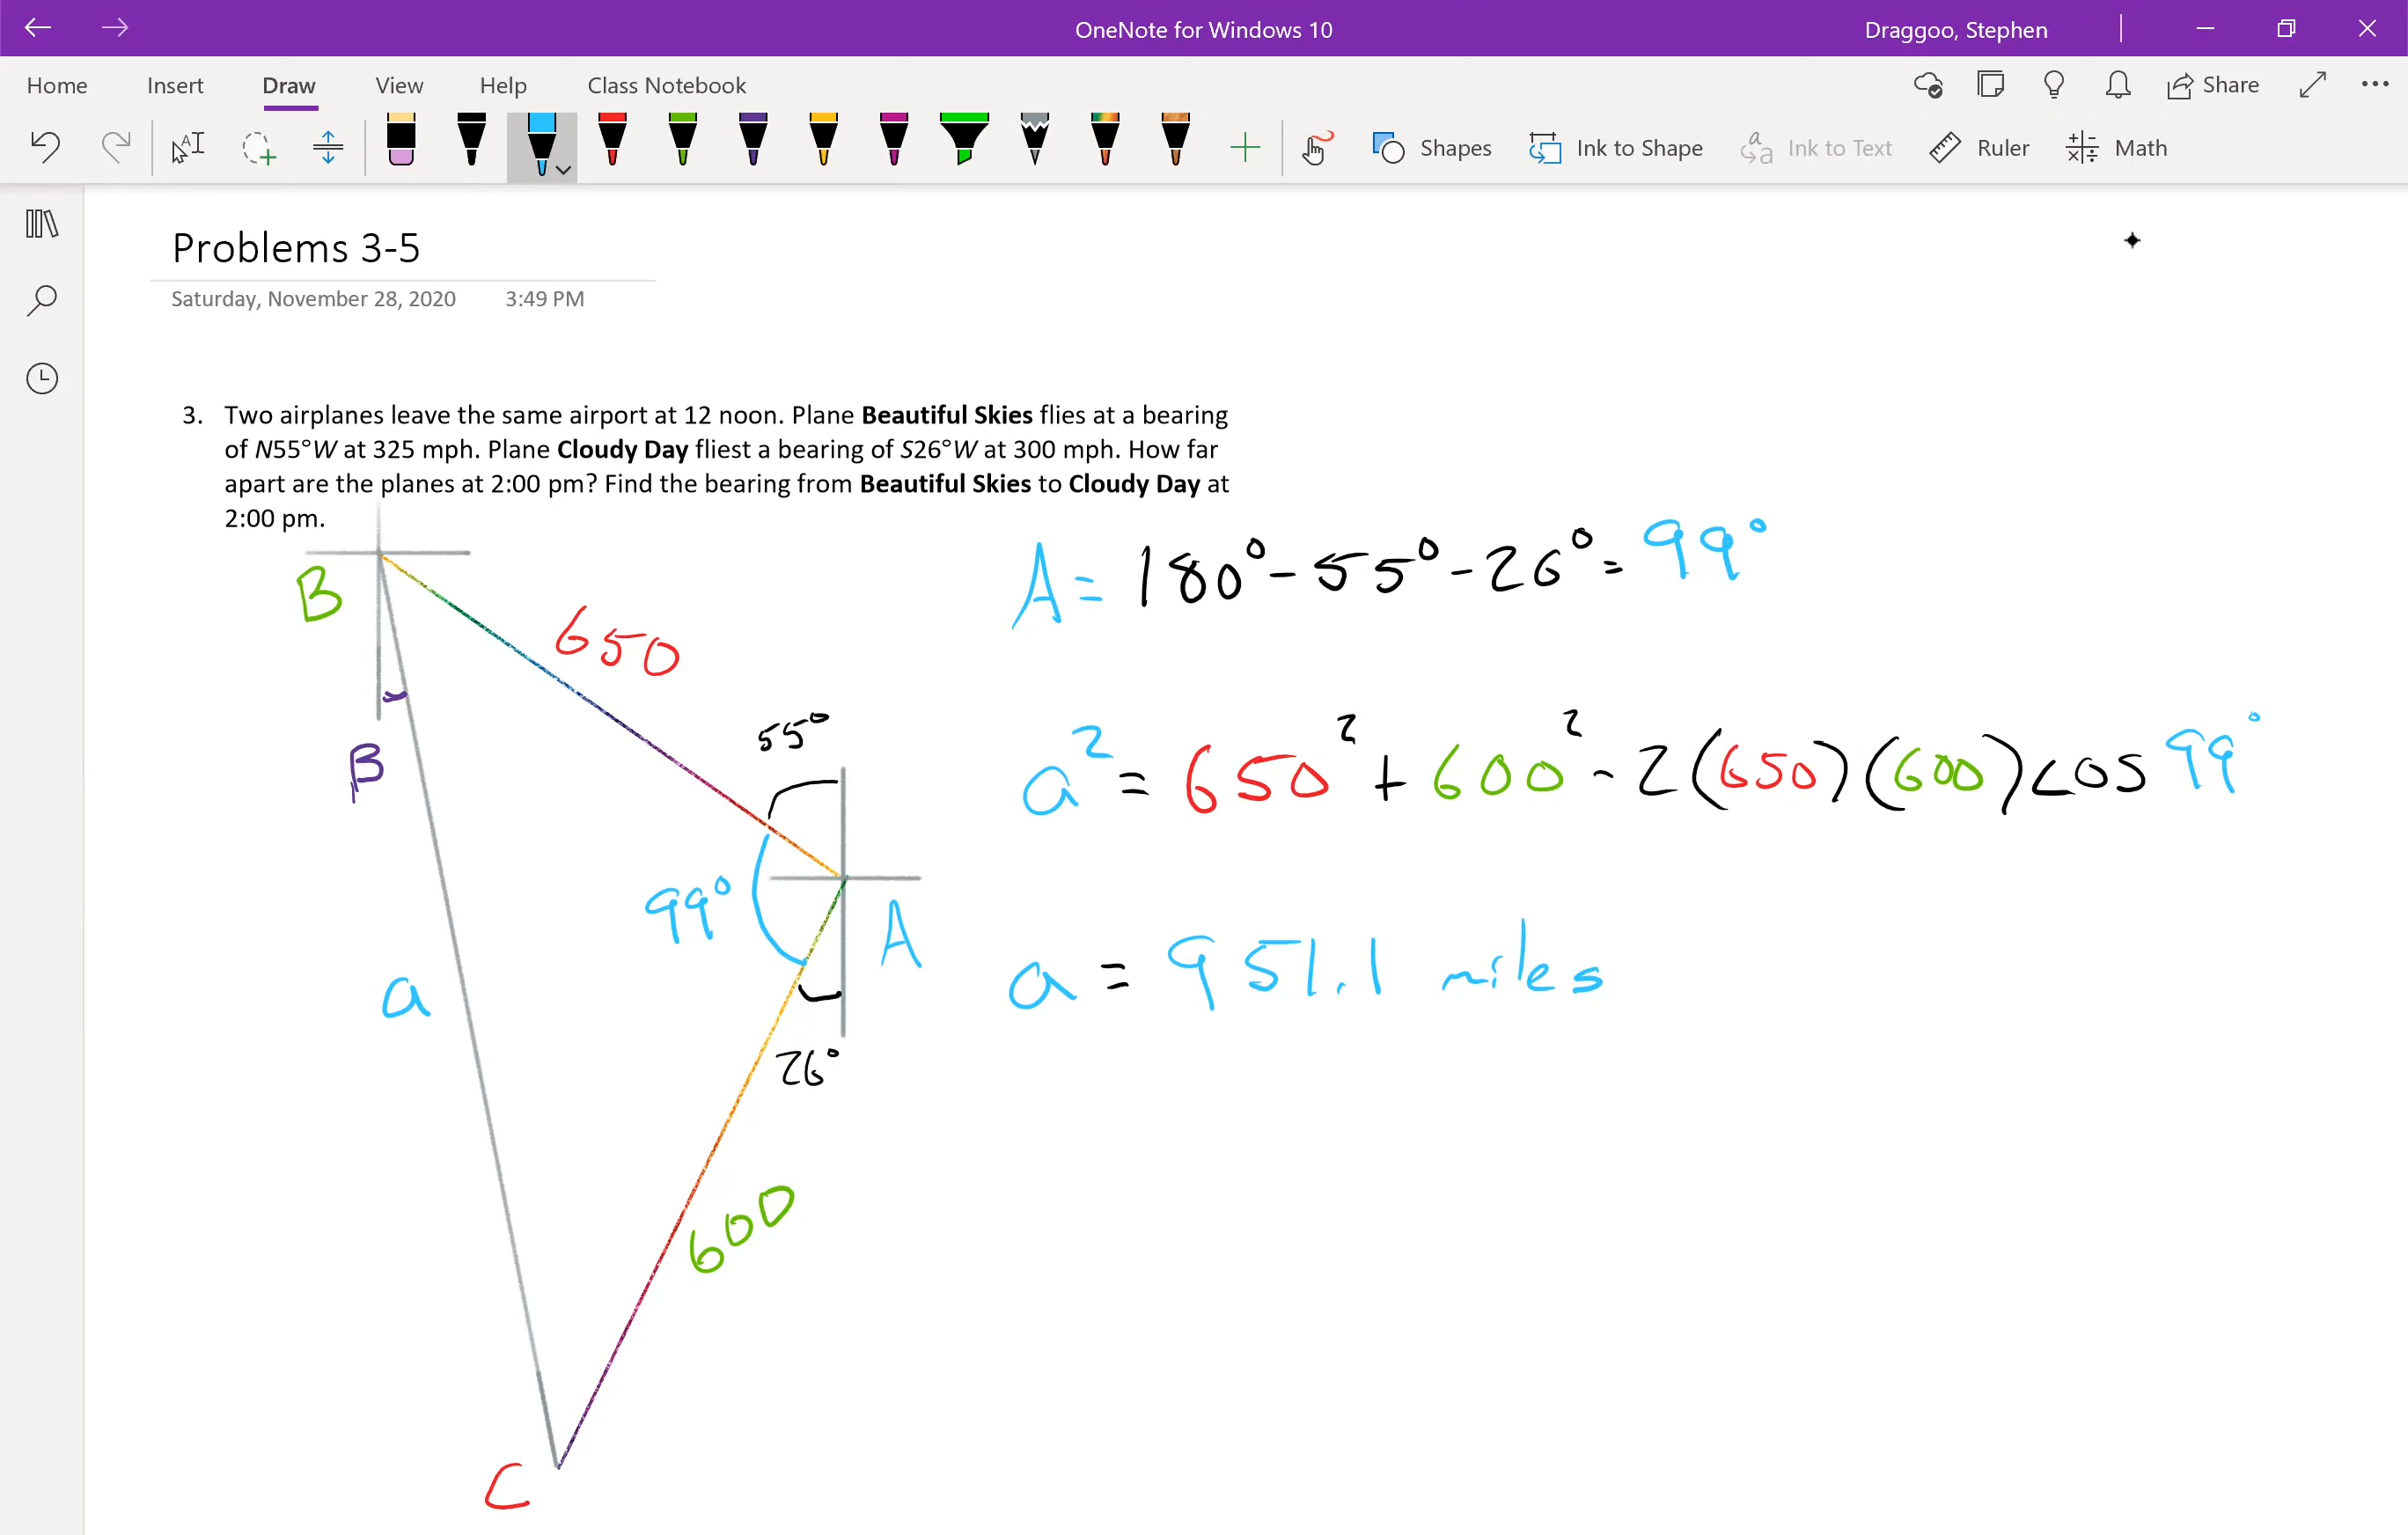 OneNote for Windows 10
Draggoo, Stephen
Home Insert Draw View Help Class Notebook Share
Shapes Ink to Shape Ink to Text Ruler Math
Problems 3-5
Saturday, November 28, 2020 3:49 PM
3. Two airplanes leave the same airport at 12 noon. Plane Beautiful Skies flies at a bearing
of N55°W at 325 mph. Plane Cloudy Day fliest a bearing of S26°W at 300 mph. How far
apart are the planes at 2:00 pm? Find the bearing from Beautiful Skies to Cloudy Day at
2:00 pm.
A = 180° - 55° - 26° = 99°
B
650
55°
β
a² = 650² + 600² - 2(650)(600)cos 99°
99°
A
a
a = 951.1 miles
26°
600
C